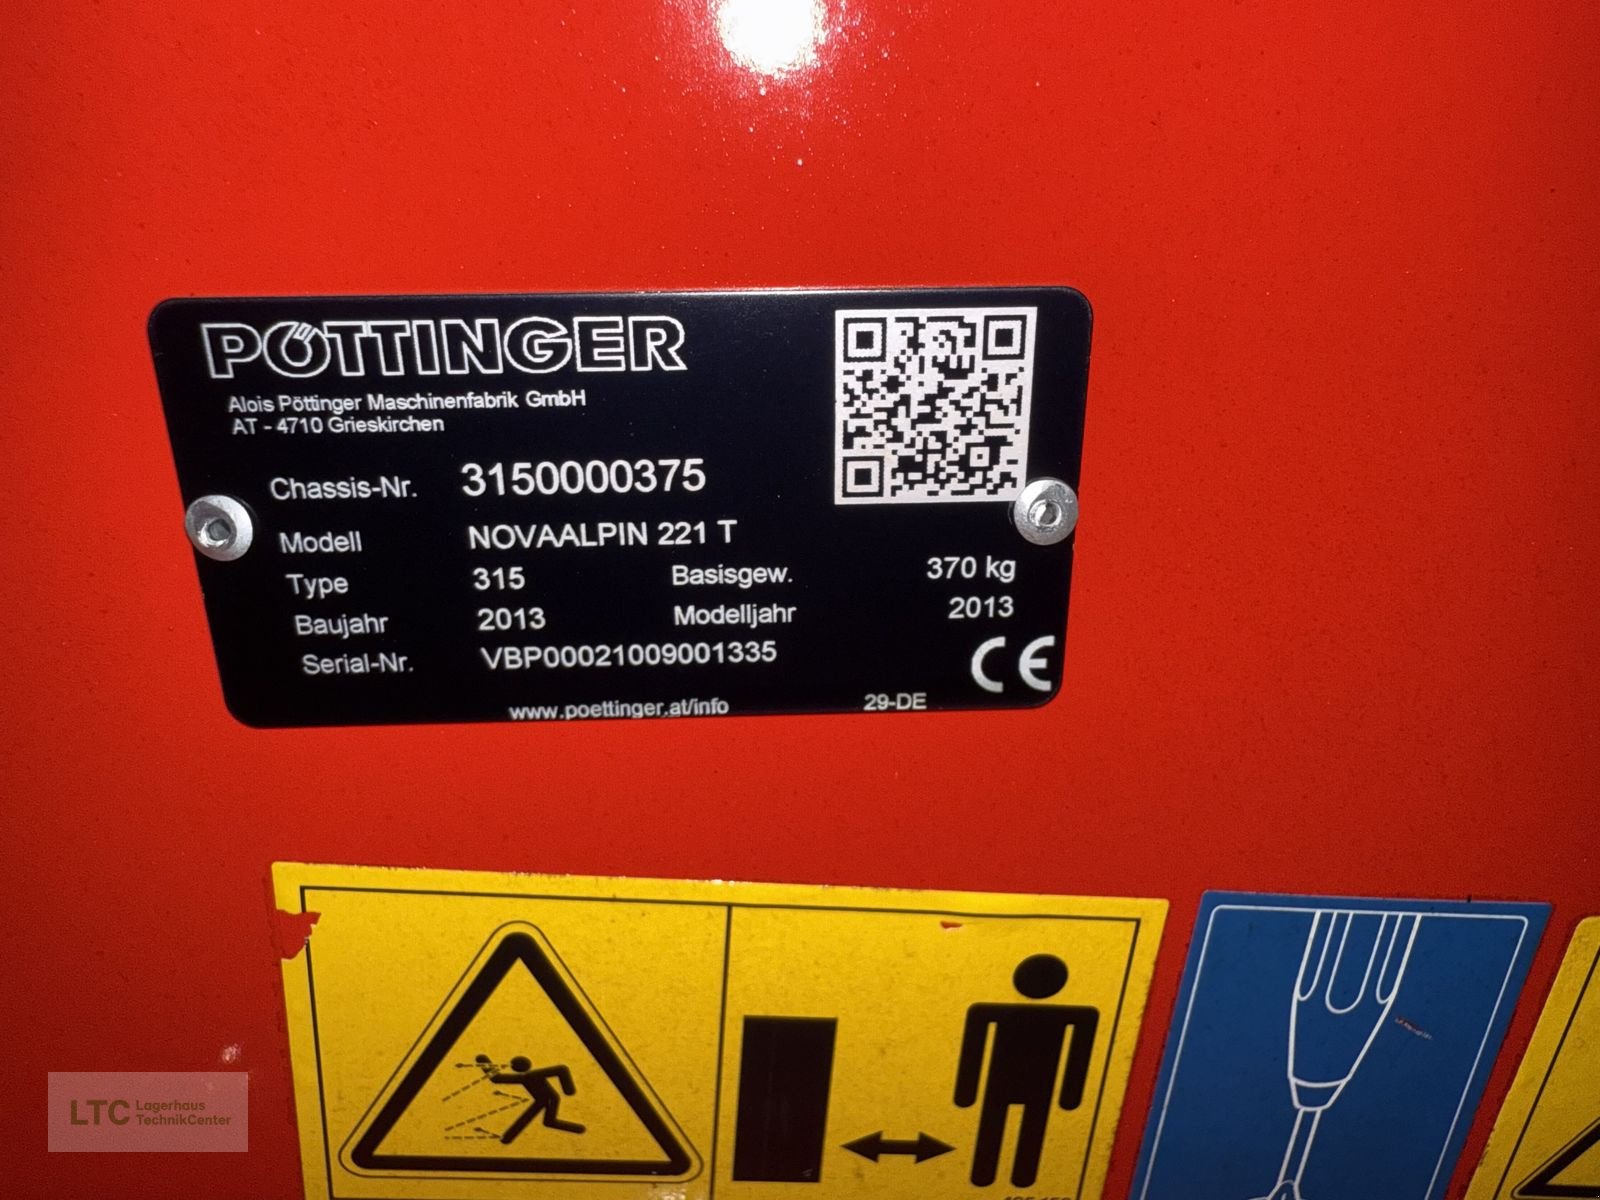 PÖTTINGER
Alois Pöttinger Maschinenfabrik GmbH
AT - 4710 Grieskirchen
Chassis-Nr. 3150000375
Modell NOVAALPIN 221 T
Type 315 Basisgew. 370 kg
Baujahr 2013 Modelljahr 2013
Serial-Nr. VBP00021009001335
CE
www.poettinger.at/info 29-DE
LTC Lagerhaus
TechnikCenter